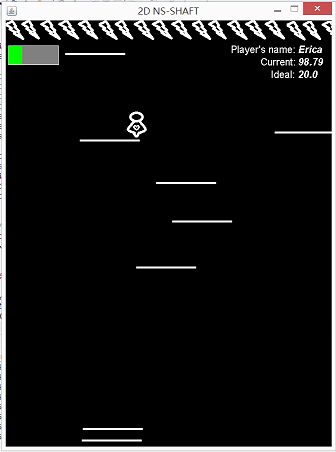 2D NS-SHAFT
Player's name: Erica
Current: 98.79
Ideal: 20.0